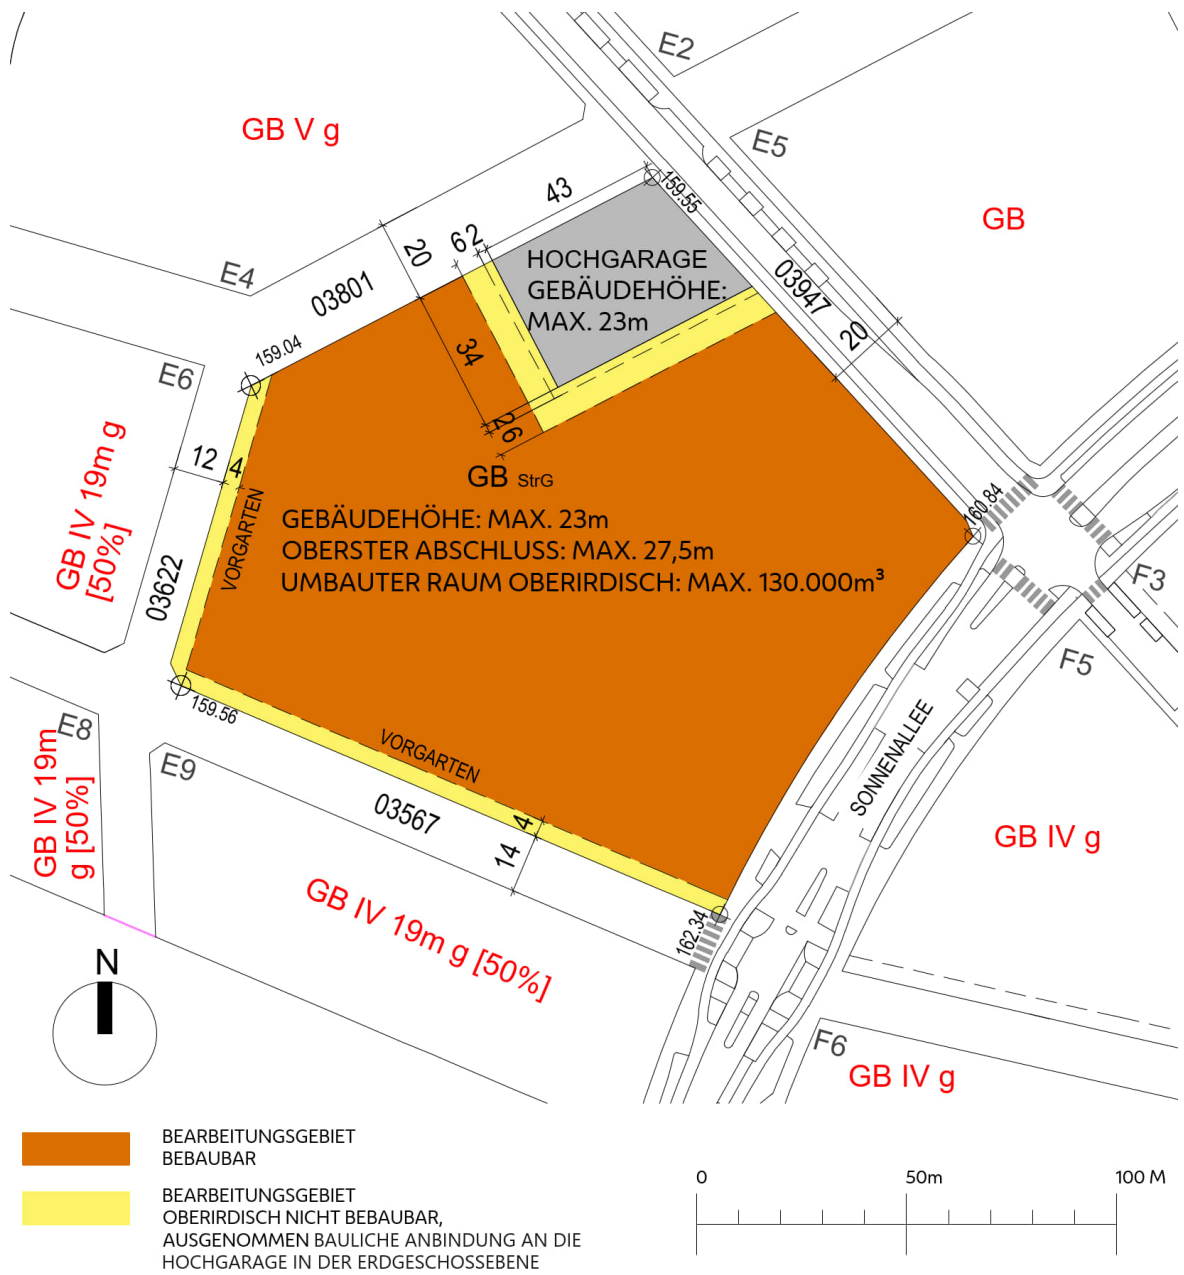 E2
GB V g
E5
43
159.55
GB
20
6
2
E4
03801
HOCHGARAGE
GEBÄUDEHÖHE:
MAX. 23m
03947
20
159.04
34
E6
2
6
GB IV 19m g
[50%]
12
4
VORGARTEN
03622
GB StrG
GEBÄUDEHÖHE: MAX. 23m
OBERSTER ABSCHLUSS: MAX. 27,5m
UMBAUTER RAUM OBERIRDISCH: MAX. 130.000m³
160.84
F3
F5
159.56
E8
GB IV 19m
g [50%]
E9
VORGARTEN
03567
4
14
SONNENALLEE
GB IV g
GB IV 19m g [50%]
162.34
N
F6
GB IV g
BEARBEITUNGSGEBIET
BEBAUBAR
BEARBEITUNGSGEBIET
OBERIRDISCH NICHT BEBAUBAR,
AUSGENOMMEN BAULICHE ANBINDUNG AN DIE
HOCHGARAGE IN DER ERDGESCHOSSEBENE
0 50m 100 M